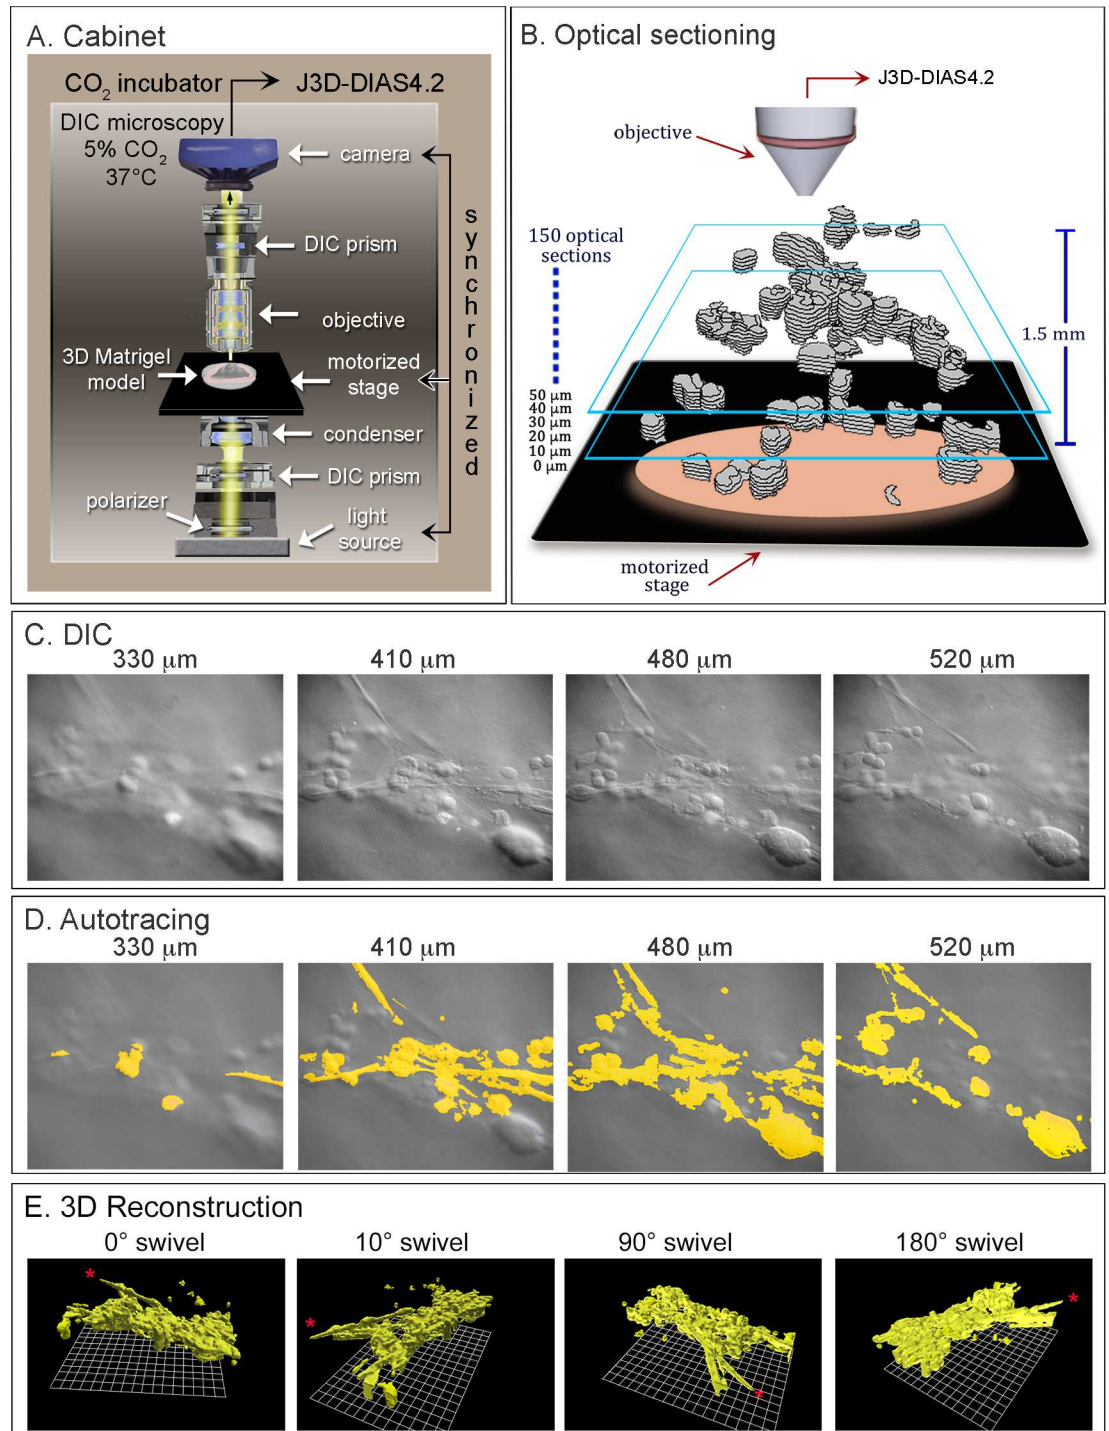 A. Cabinet
CO2 incubator
J3D-DIAS4.2
DIC microscopy
5% CO2
37°C
camera
DIC prism
objective
3D Matrigel
model
motorized
stage
condenser
DIC prism
polarizer
light
source
synchronized
B. Optical sectioning
J3D-DIAS4.2
objective
150 optical
sections
1.5 mm
50 µm
40 µm
30 µm
20 µm
10 µm
0 µm
motorized
stage
C. DIC
330 µm 410 µm 480 µm 520 µm
D. Autotracing
330 µm 410 µm 480 µm 520 µm
E. 3D Reconstruction
0° swivel 10° swivel 90° swivel 180° swivel
* * * *